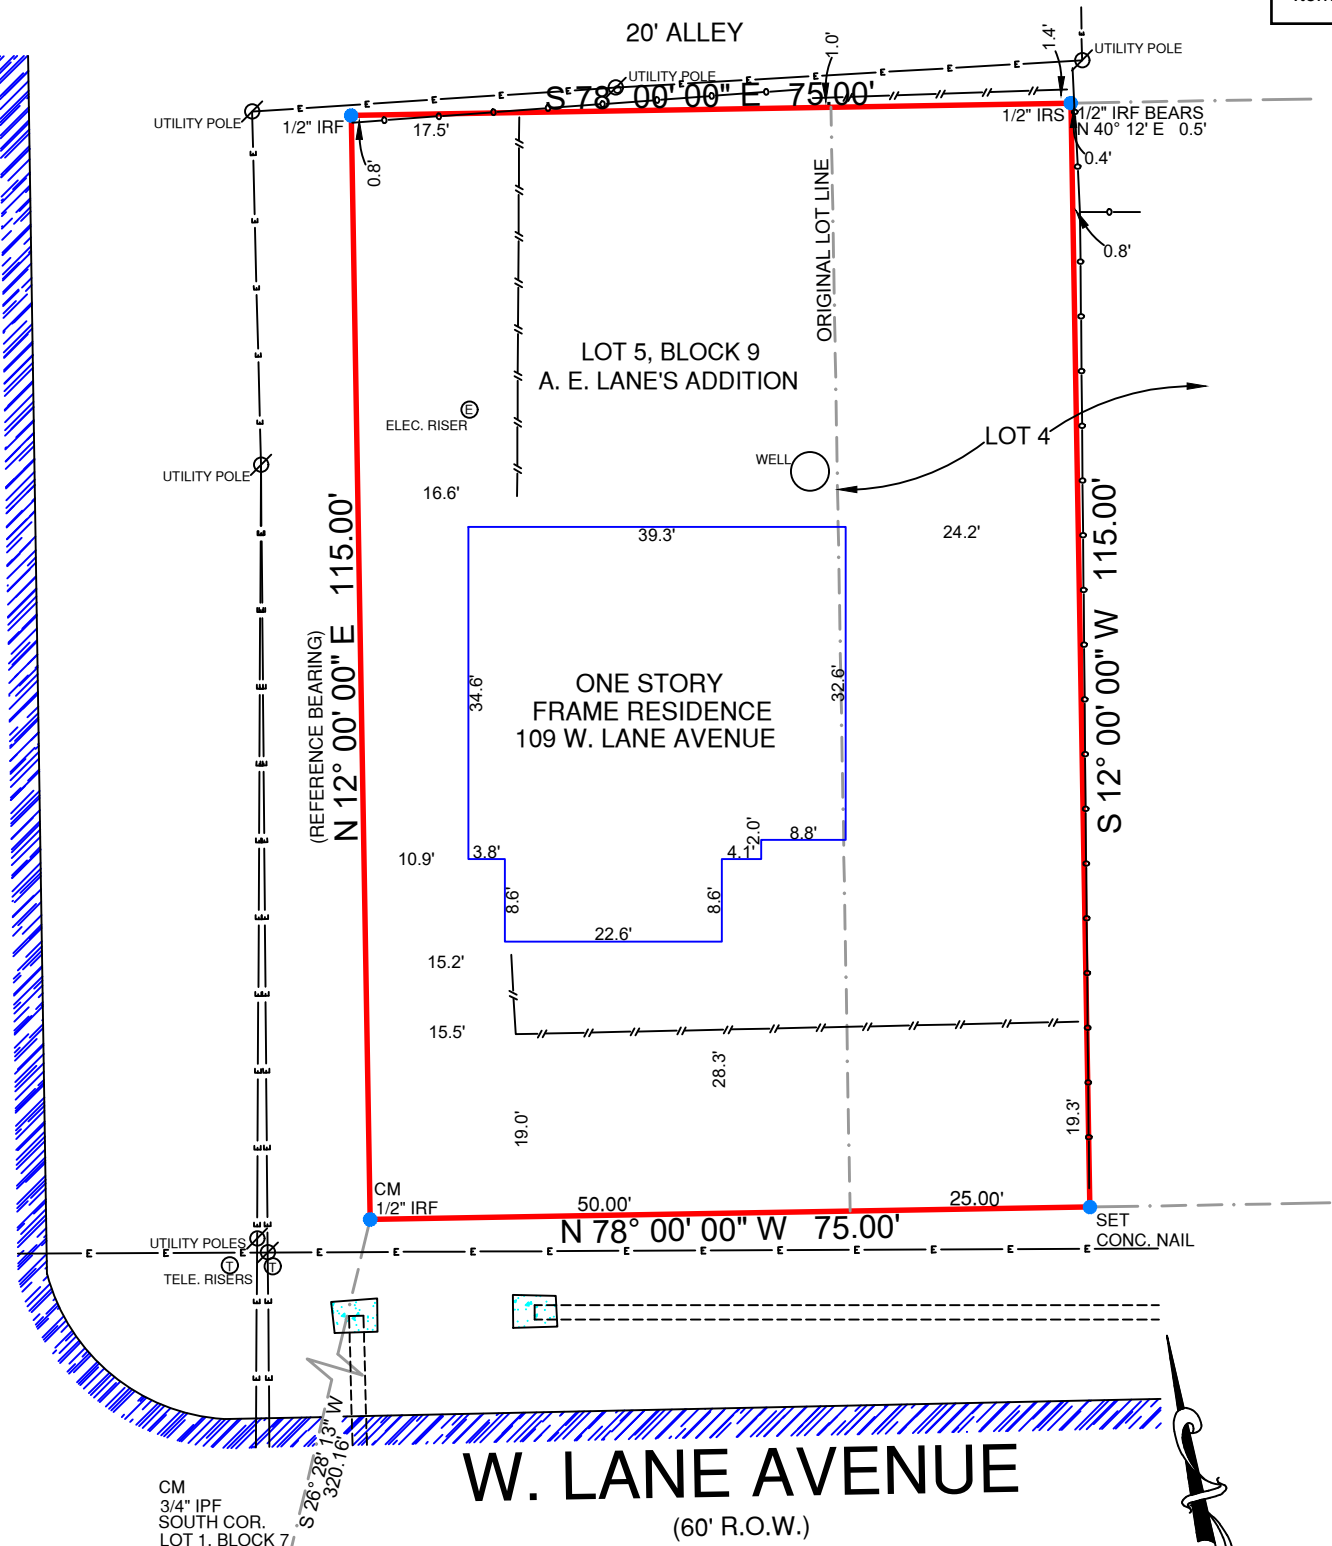 20' ALLEY
1.0'
1.4'
UTILITY POLE
UTILITY POLE
S 78° 00' 00" E 75.00'
UTILITY POLE
1/2" IRF
17.5'
0.8'
1/2" IRS
1/2" IRF BEARS
N 40° 12' E 0.5'
0.4'
0.8'
ORIGINAL LOT LINE
LOT 5, BLOCK 9
A. E. LANE'S ADDITION
E
ELEC. RISER
LOT 4
WELL
UTILITY POLE
16.6'
39.3'
24.2'
N 12° 00' 00" E 115.00'
(REFERENCE BEARING)
S 12° 00' 00" W 115.00'
34.6'
32.6'
ONE STORY
FRAME RESIDENCE
109 W. LANE AVENUE
10.9'
3.8'
8.6'
22.6'
8.6'
4.1'
2.0'
8.8'
15.2'
15.5'
28.3'
19.0'
19.3'
CM
1/2" IRF
50.00'
25.00'
N 78° 00' 00" W 75.00'
SET
CONC. NAIL
UTILITY POLES
T
T
TELE. RISERS
S 26° 28' 13" W
320.16'
CM
3/4" IPF
SOUTH COR.
LOT 1, BLOCK 7
W. LANE AVENUE
(60' R.O.W.)